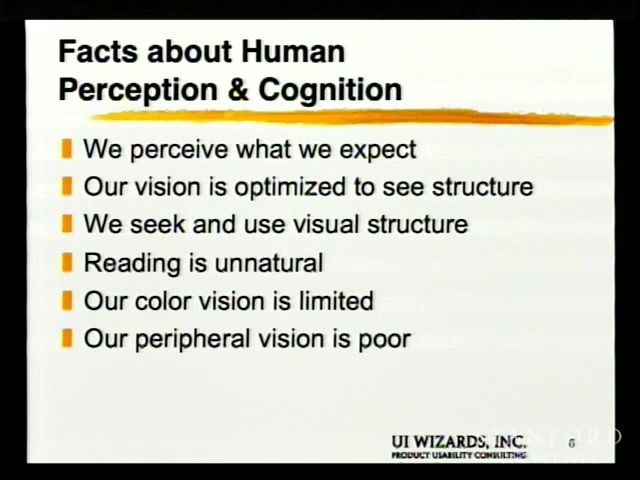 Facts about Human
Perception & Cognition
We perceive what we expect
Our vision is optimized to see structure
We seek and use visual structure
Reading is unnatural
Our color vision is limited
Our peripheral vision is poor
UI WIZARDS, INC.
PRODUCT USABILITY CONSULTING
STANFORD
6